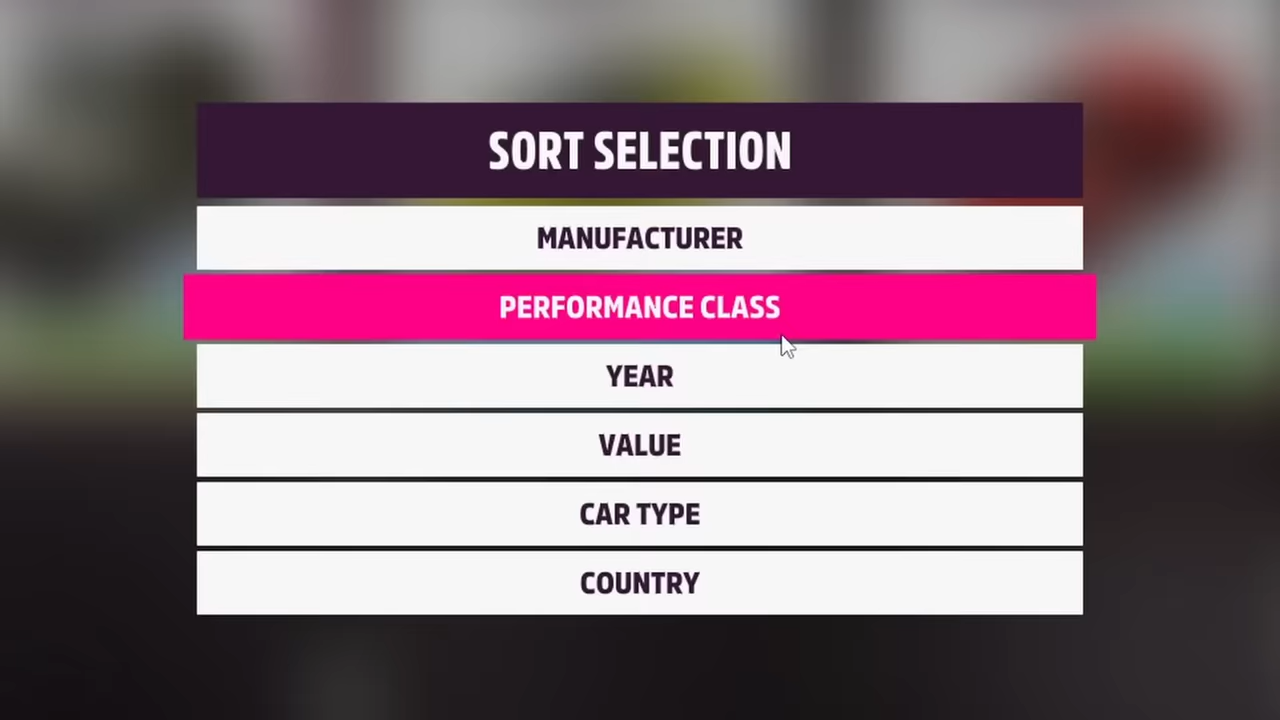 SORT SELECTION
MANUFACTURER
PERFORMANCE CLASS
YEAR
VALUE
CAR TYPE
COUNTRY